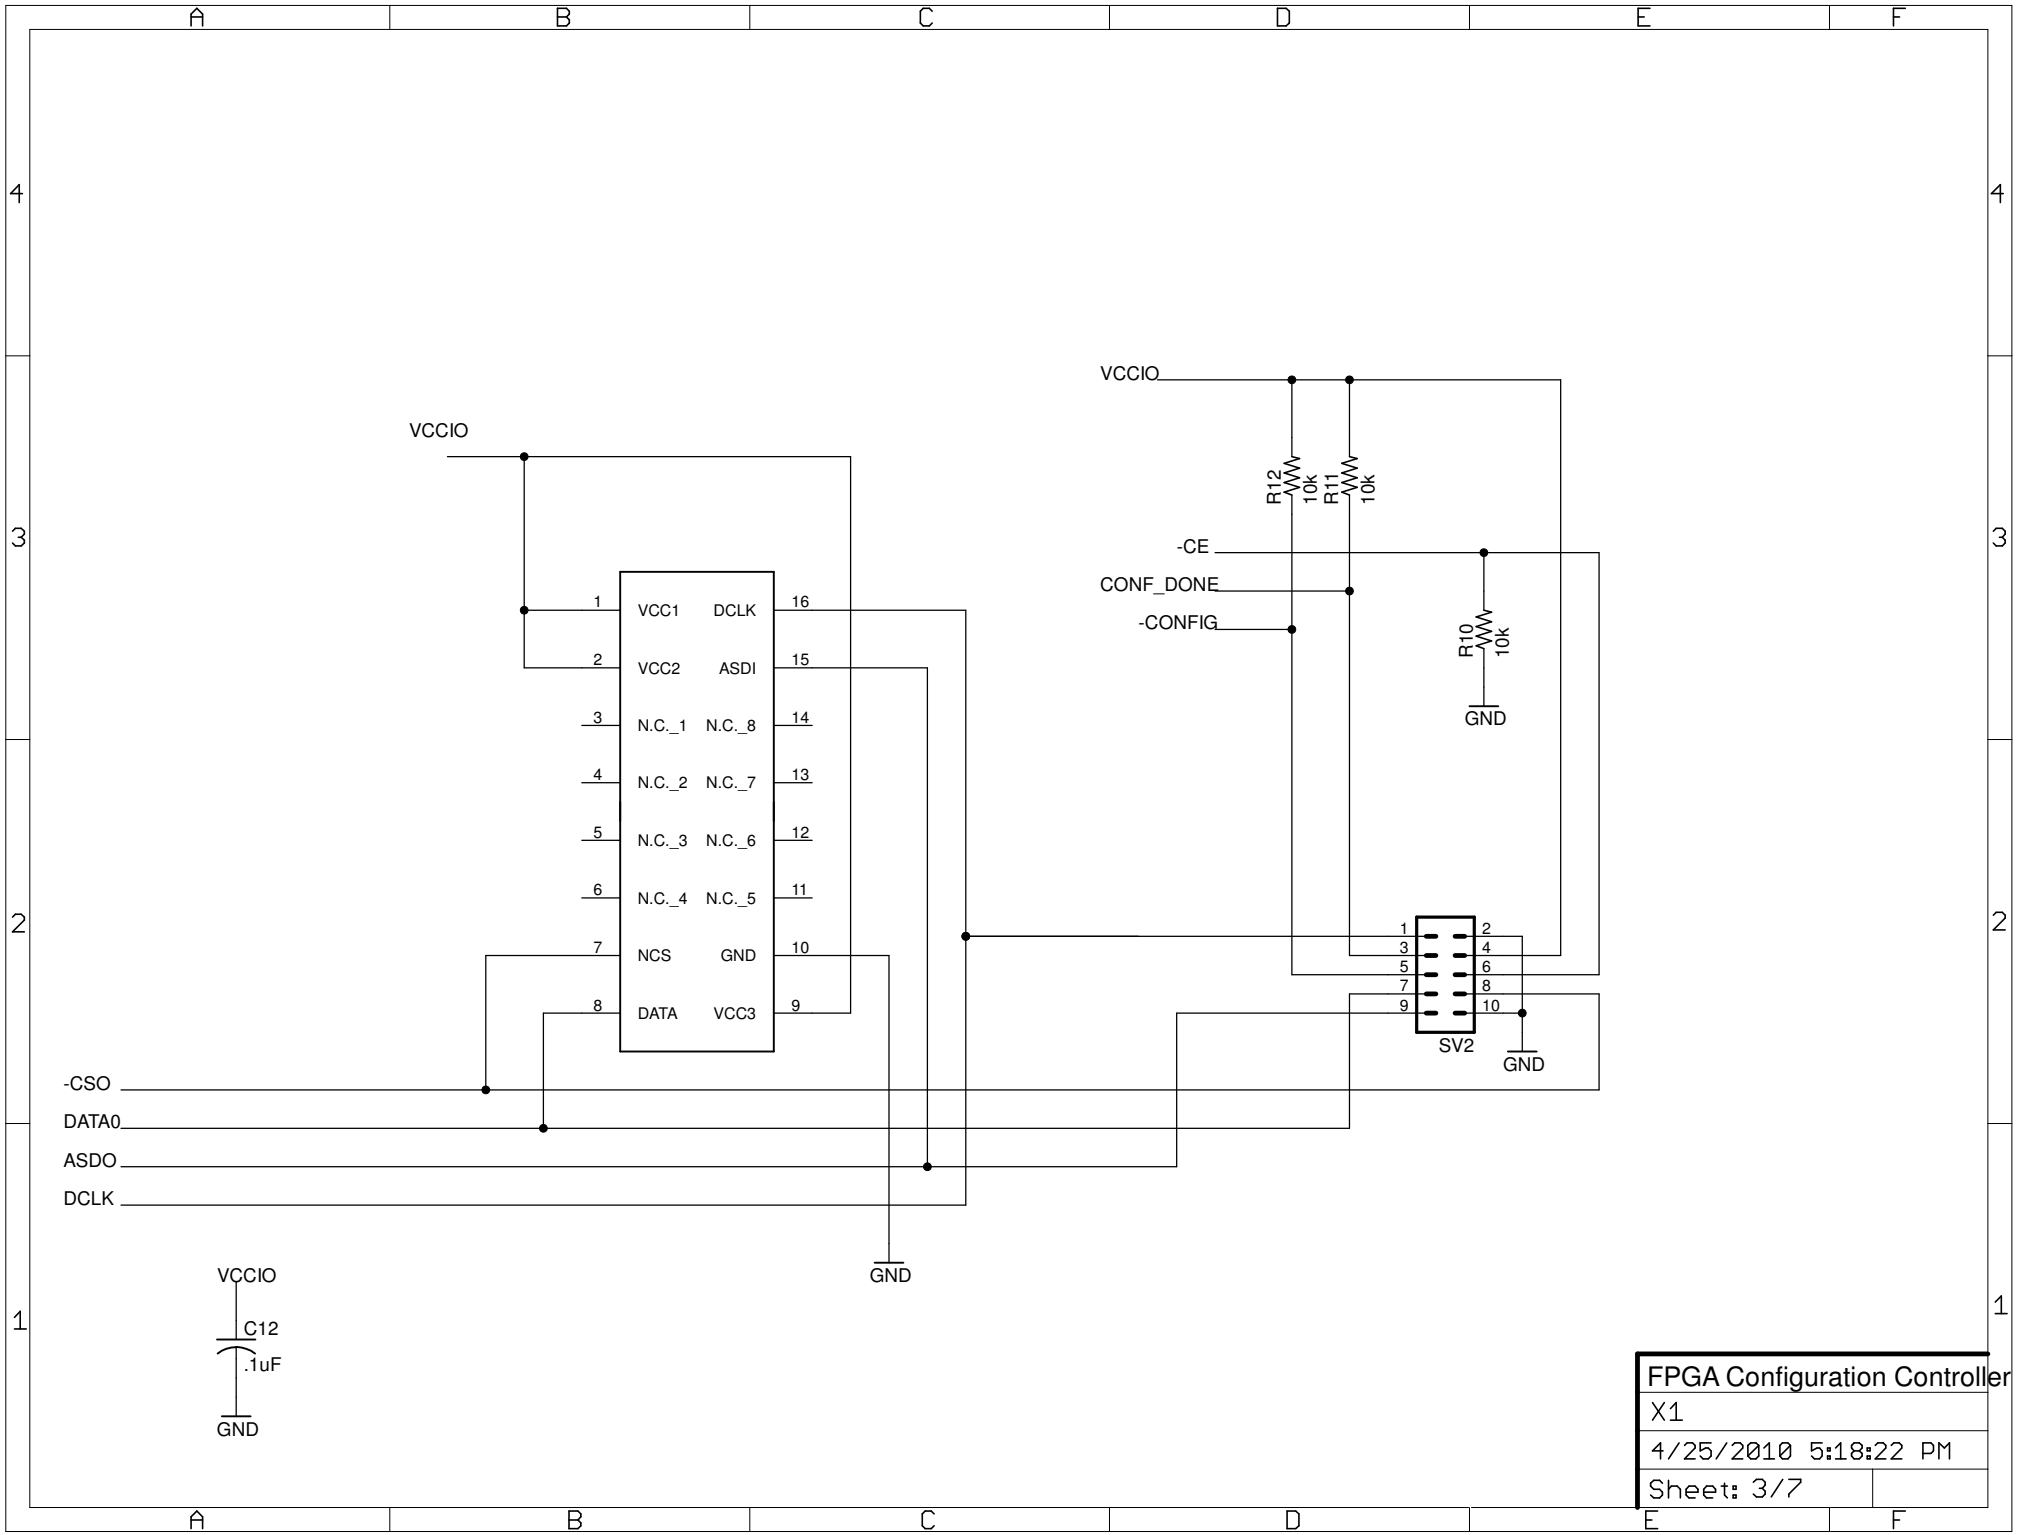 A B C D E F
4 4
VCCIO
VCCIO
R12 10k R11 10k
3 3
-CE
CONF_DONE
-CONFIG
R10 10k
GND
1 VCC1 DCLK 16
2 VCC2 ASDI 15
3 N.C._1 N.C._8 14
4 N.C._2 N.C._7 13
5 N.C._3 N.C._6 12
6 N.C._4 N.C._5 11
7 NCS GND 10
8 DATA VCC3 9
2 2
1 2
3 4
5 6
7 8
9 10
SV2
GND
-CSO
DATA0
ASDO
DCLK
GND
VCCIO
C12
.1uF
GND
1 1
FPGA Configuration Controller
X1
4/25/2010 5:18:22 PM
Sheet: 3/7
A B C D E F